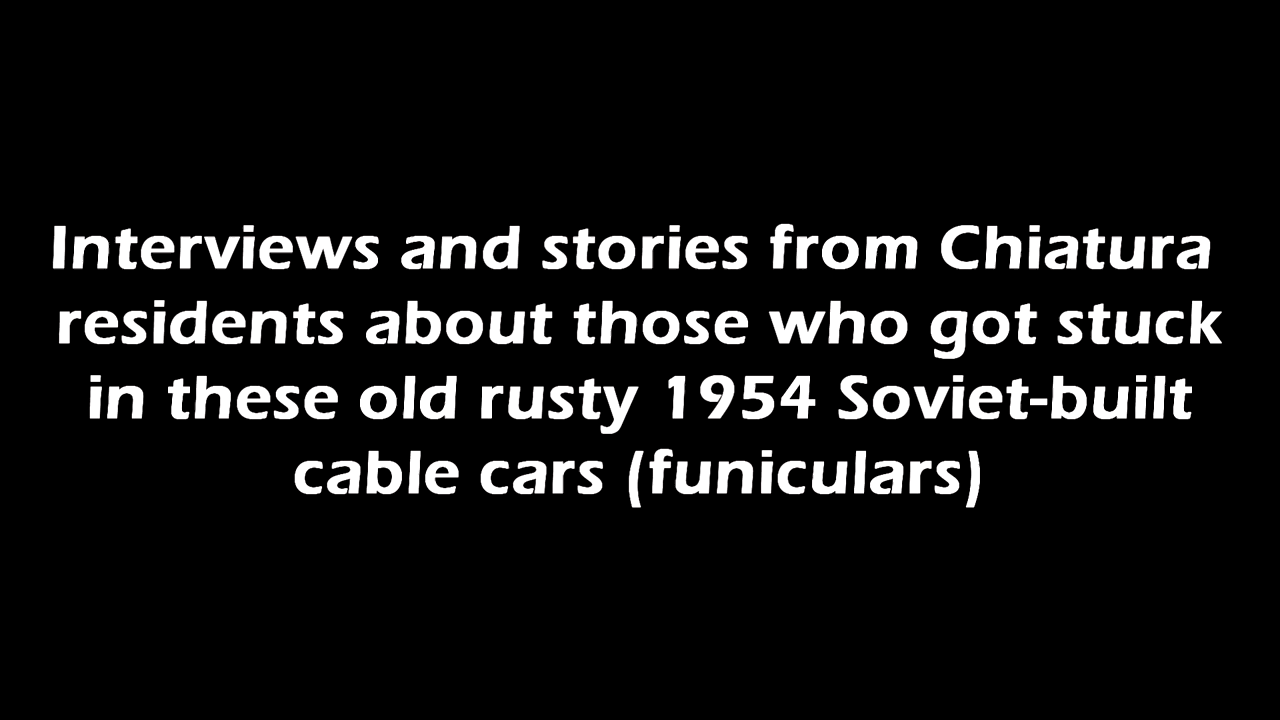 Interviews and stories from Chiatura
residents about those who got stuck
in these old rusty 1954 Soviet-built
cable cars (funiculars)